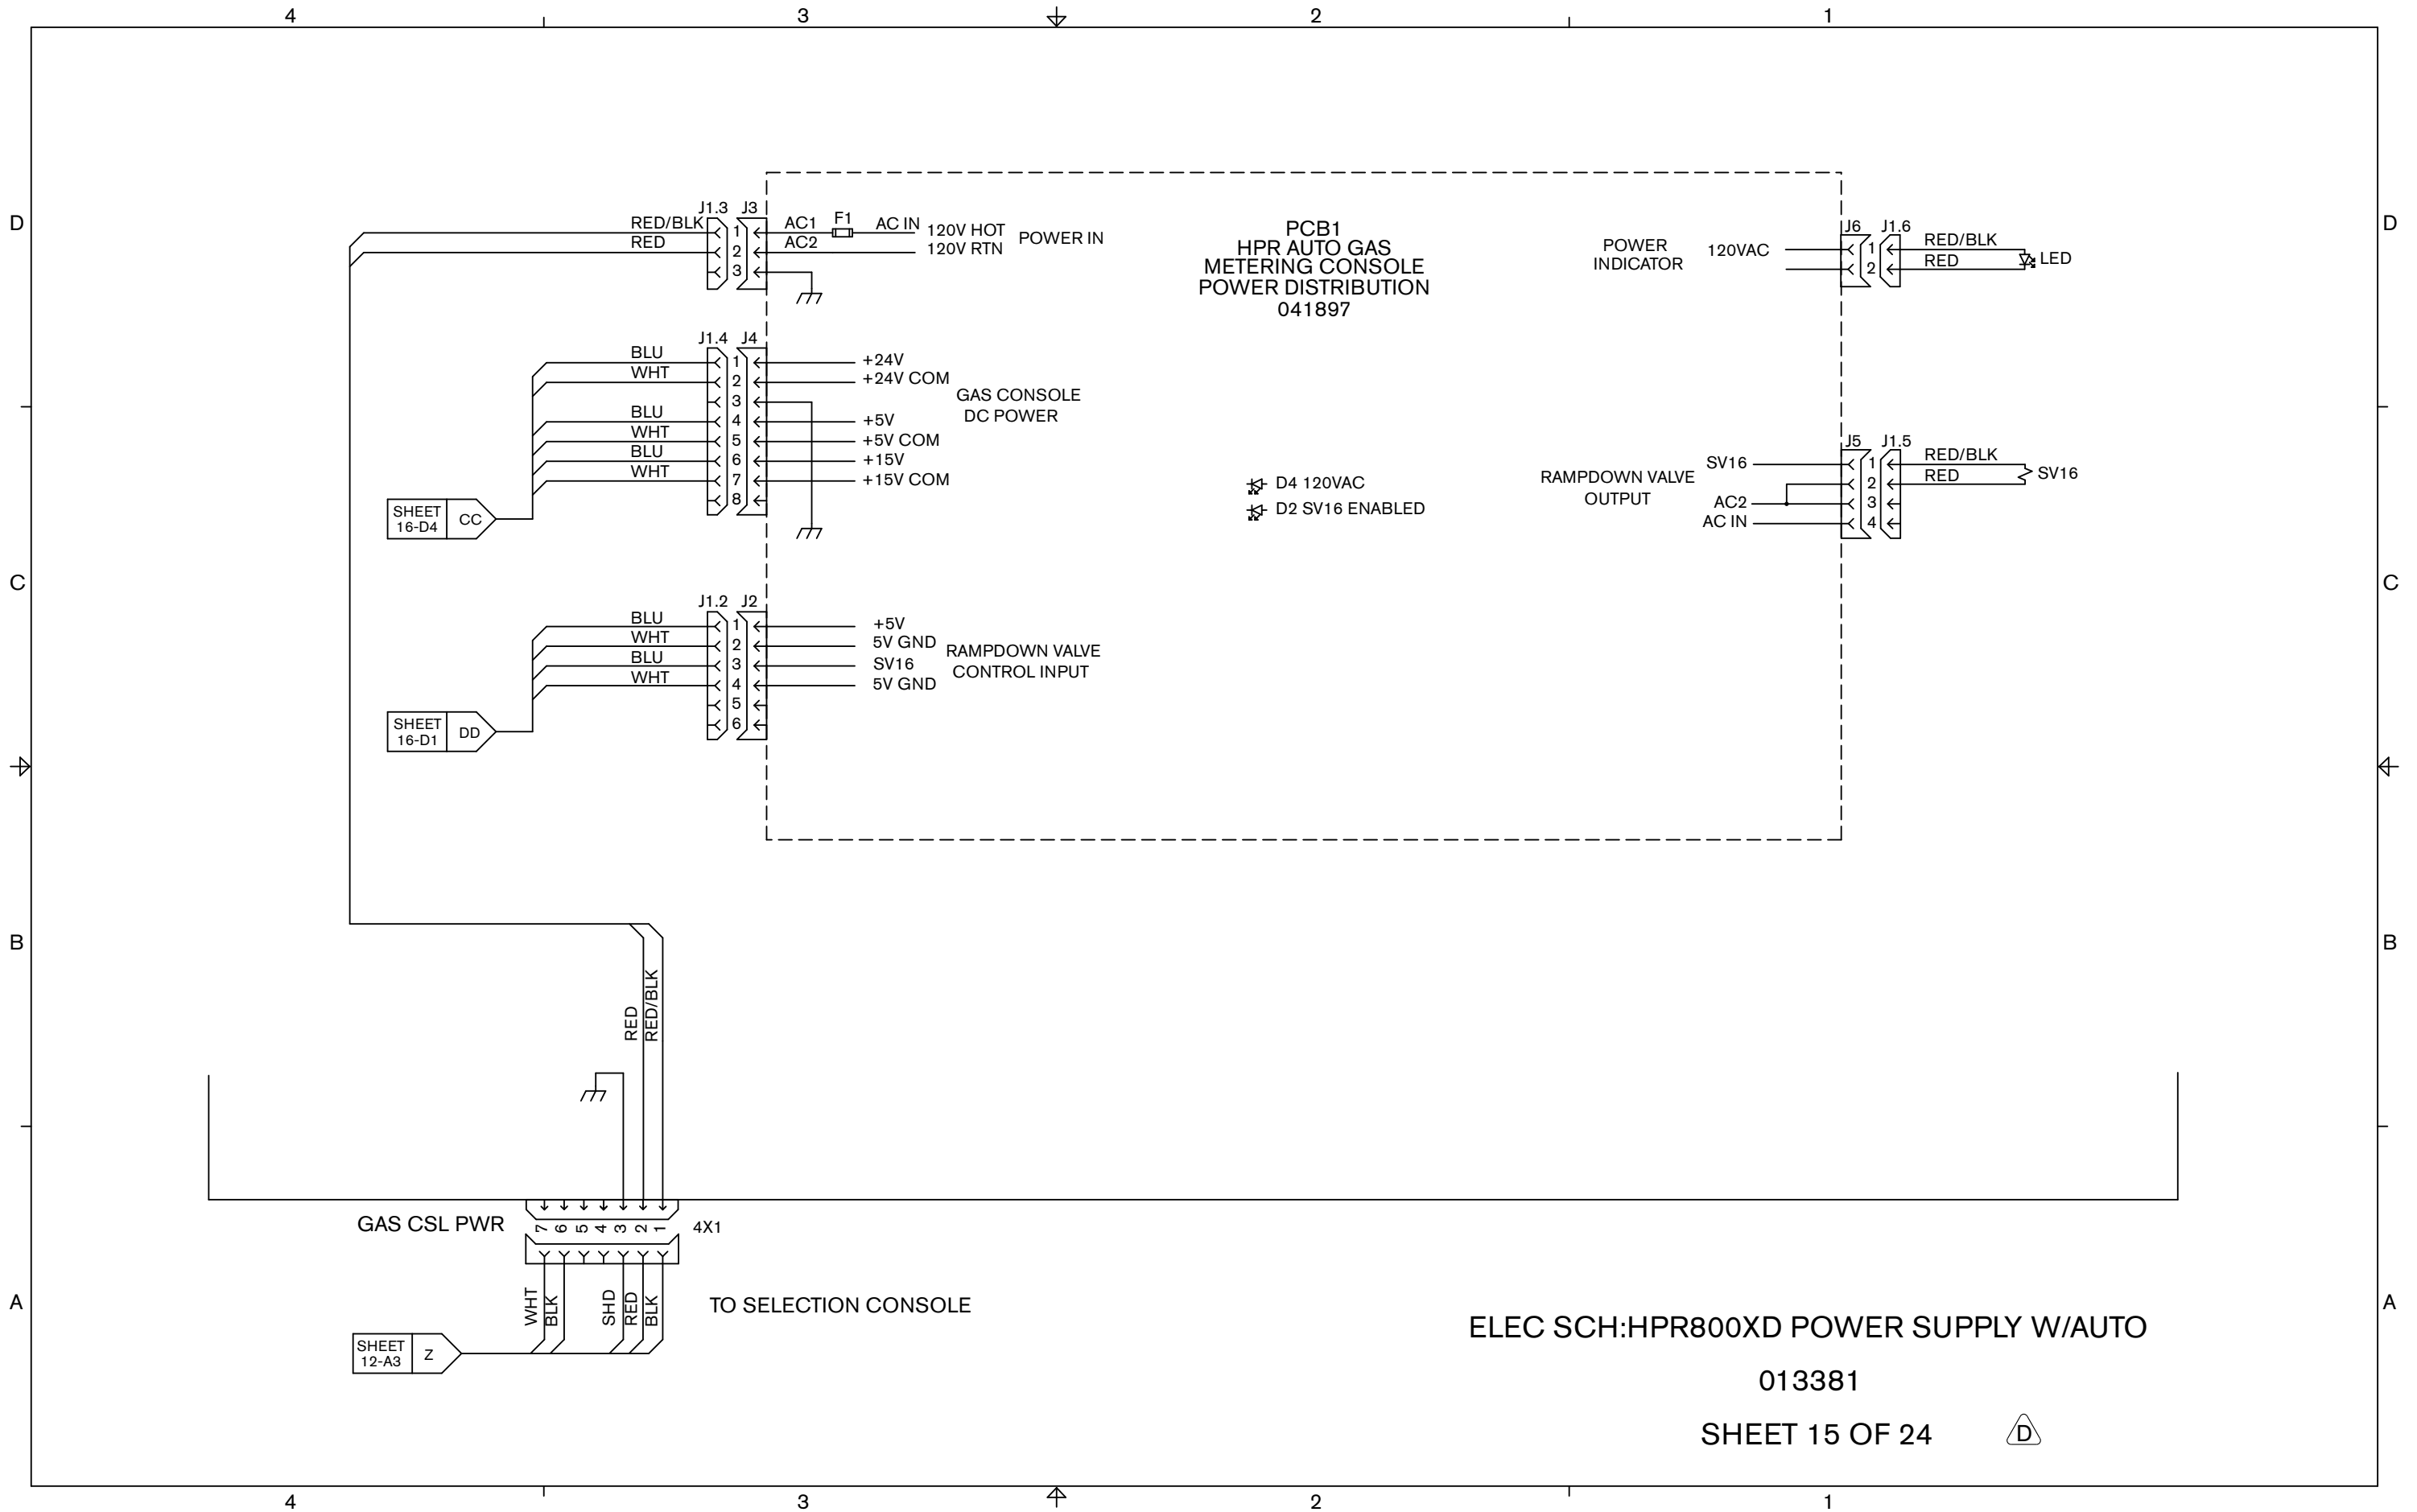 4 3 2 1
D D
C C
B B
A A
J1.3 J3
RED/BLK 1 AC1 F1 AC IN 120V HOT
RED 2 AC2 120V RTN
3
POWER IN
PCB1
HPR AUTO GAS
METERING CONSOLE
POWER DISTRIBUTION
041897
POWER
INDICATOR
120VAC
J6 J1.6
1 RED/BLK
2 RED
LED
J1.4 J4
BLU 1 +24V
WHT 2 +24V COM
3
BLU 4 +5V
WHT 5 +5V COM
BLU 6 +15V
WHT 7 +15V COM
8
GAS CONSOLE
DC POWER
SHEET
16-D4
CC
D4 120VAC
D2 SV16 ENABLED
RAMPDOWN VALVE
OUTPUT
J5 J1.5
SV16 1 RED/BLK
2 RED
AC2 3
AC IN 4
SV16
J1.2 J2
BLU 1 +5V
WHT 2 5V GND
BLU 3 SV16
WHT 4 5V GND
5
6
RAMPDOWN VALVE
CONTROL INPUT
SHEET
16-D1
DD
RED
RED/BLK
GAS CSL PWR
7 6 5 4 3 2 1
4X1
WHT
BLK
SHD
RED
BLK
TO SELECTION CONSOLE
SHEET
12-A3
Z
ELEC SCH:HPR800XD POWER SUPPLY W/AUTO
013381
SHEET 15 OF 24
D
4 3 2 1